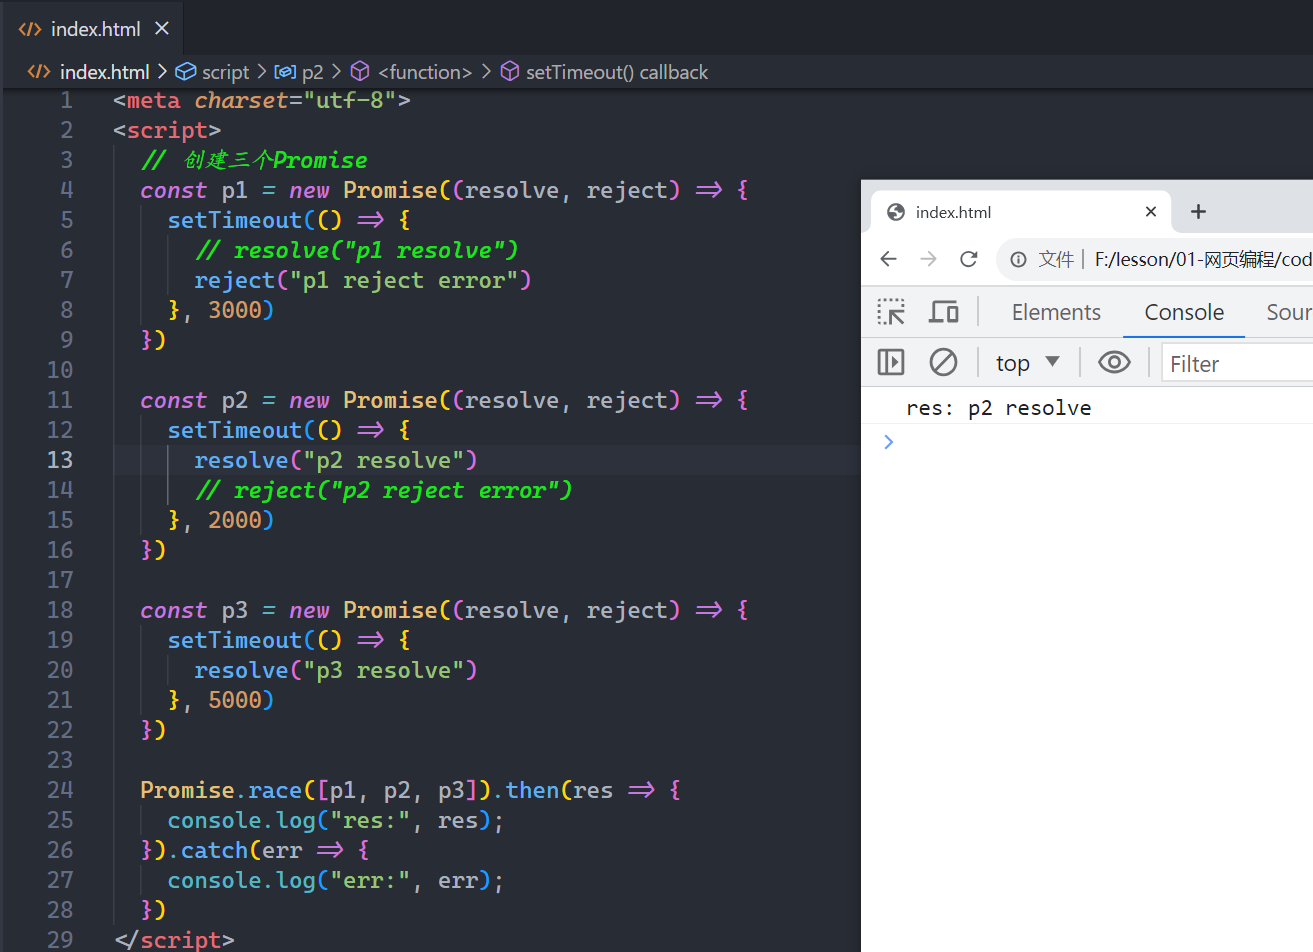 index.html
index.html > script > p2 > <function> > setTimeout() callback
1 <meta charset="utf-8">
2 <script>
3 // 创建三个Promise
4 const p1 = new Promise((resolve, reject) => {
5 setTimeout(() => {
6 // resolve("p1 resolve")
7 reject("p1 reject error")
8 }, 3000)
9 })
10
11 const p2 = new Promise((resolve, reject) => {
12 setTimeout(() => {
13 resolve("p2 resolve")
14 // reject("p2 reject error")
15 }, 2000)
16 })
17
18 const p3 = new Promise((resolve, reject) => {
19 setTimeout(() => {
20 resolve("p3 resolve")
21 }, 5000)
22 })
23
24 Promise.race([p1, p2, p3]).then(res => {
25 console.log("res:", res);
26 }).catch(err => {
27 console.log("err:", err);
28 })
29 </script>
index.html
文件 | F:/lesson/01-网页编程/cod
Elements Console Sour
top Filter
res: p2 resolve